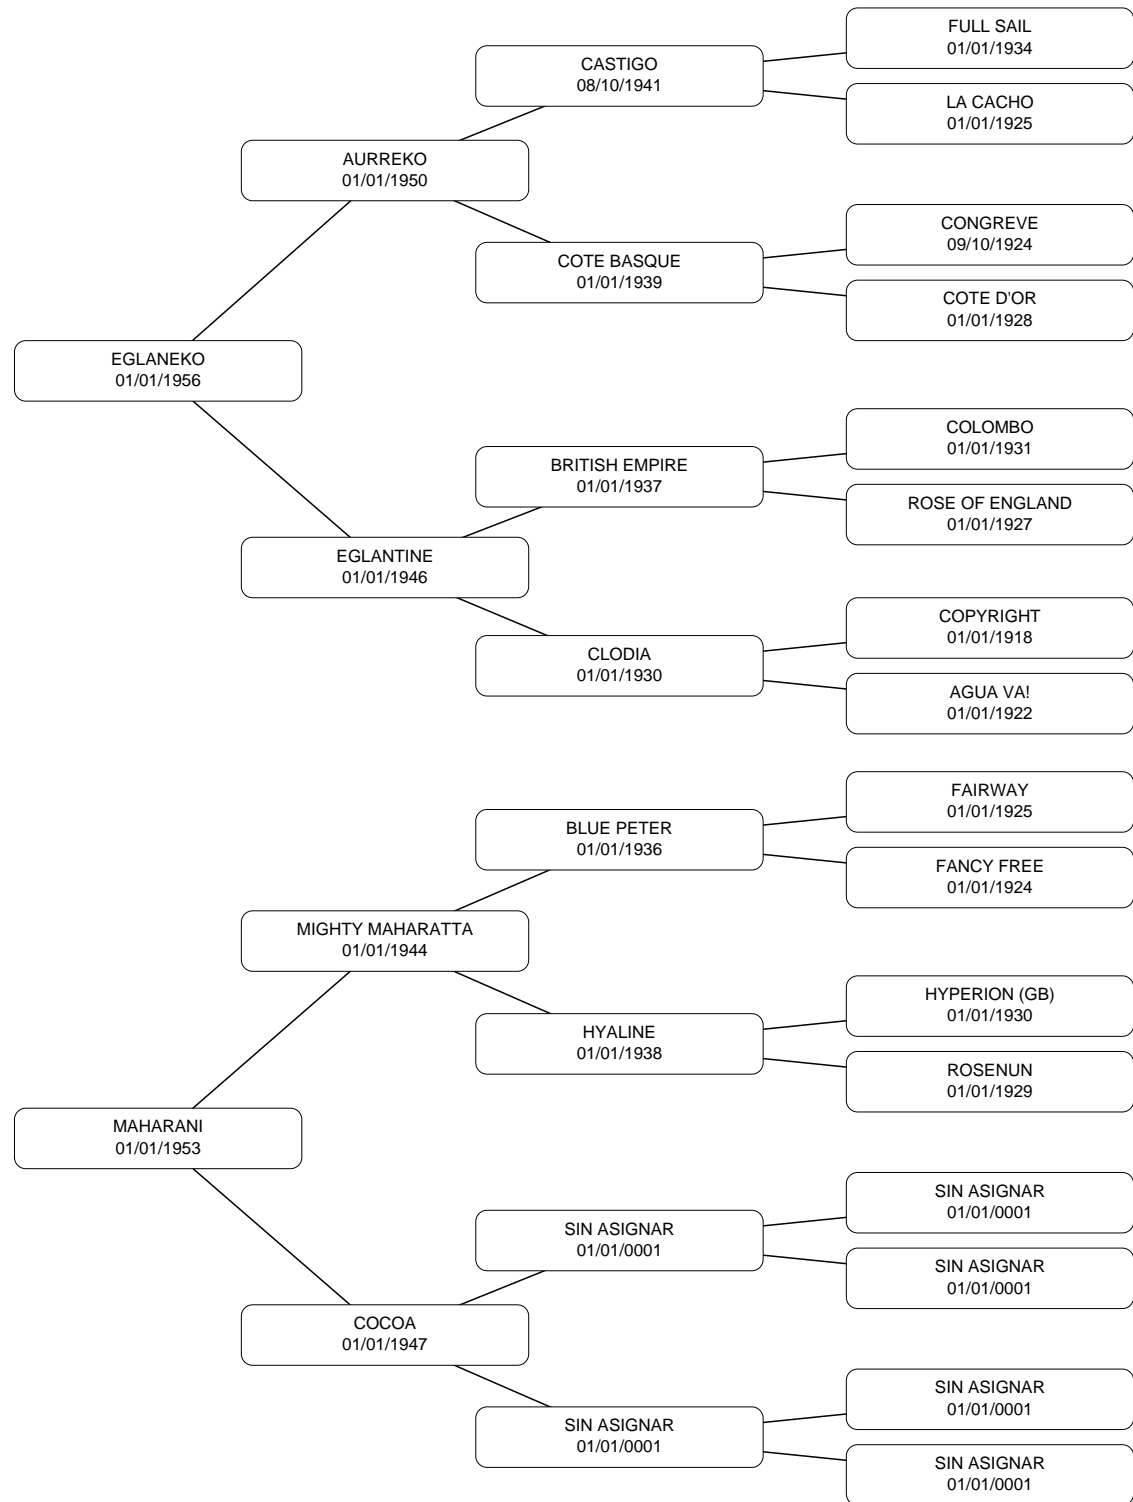 FULL SAIL
01/01/1934
CASTIGO
08/10/1941
LA CACHO
01/01/1925
AURREKO
01/01/1950
CONGREVE
09/10/1924
COTE BASQUE
01/01/1939
COTE D'OR
01/01/1928
EGLANEKO
01/01/1956
COLOMBO
01/01/1931
BRITISH EMPIRE
01/01/1937
ROSE OF ENGLAND
01/01/1927
EGLANTINE
01/01/1946
COPYRIGHT
01/01/1918
CLODIA
01/01/1930
AGUA VA!
01/01/1922
FAIRWAY
01/01/1925
BLUE PETER
01/01/1936
FANCY FREE
01/01/1924
MIGHTY MAHARATTA
01/01/1944
HYPERION (GB)
01/01/1930
HYALINE
01/01/1938
ROSENUN
01/01/1929
MAHARANI
01/01/1953
SIN ASIGNAR
01/01/0001
SIN ASIGNAR
01/01/0001
SIN ASIGNAR
01/01/0001
COCOA
01/01/1947
SIN ASIGNAR
01/01/0001
SIN ASIGNAR
01/01/0001
SIN ASIGNAR
01/01/0001